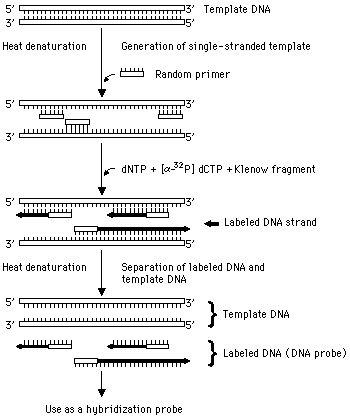 5′ 3′ Template DNA
3′ 5′
Heat denaturation Generation of single-stranded template
Random primer
5′ 3′
3′ 5′
dNTP + [α-³²P] dCTP + Klenow fragment
5′ 3′
Labeled DNA strand
3′ 5′
Heat denaturation Separation of labeled DNA and
template DNA
5′ 3′
Template DNA
3′ 5′
Labeled DNA (DNA probe)
Use as a hybridization probe